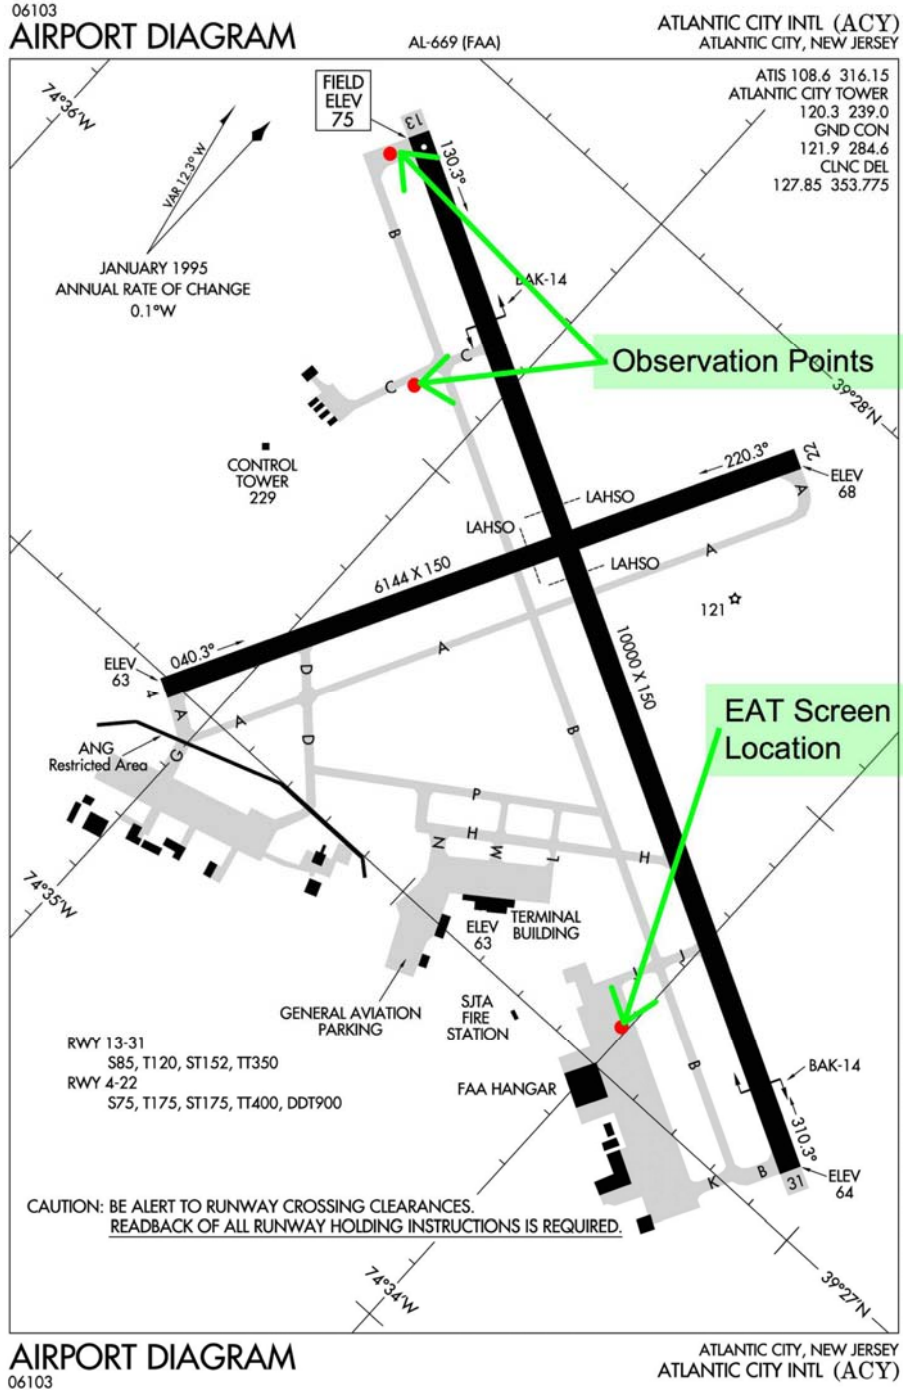 06103
AIRPORT DIAGRAM
AL-669 (FAA)
ATLANTIC CITY INTL (ACY)
ATLANTIC CITY, NEW JERSEY
ATIS 108.6 316.15
ATLANTIC CITY TOWER
120.3 239.0
GND CON
121.9 284.6
CLNC DEL
127.85 353.775
74°36'W
FIELD
ELEV
75
13
130.3°
VAR 12.3° W
JANUARY 1995
ANNUAL RATE OF CHANGE
0.1°W
B
BAK-14
C
C
Observation Points
39°28'N
CONTROL
TOWER
229
220.3°
22
ELEV
68
A
LAHSO
LAHSO
LAHSO
A
6144 X 150
121
10000 X 150
ELEV
63
040.3°
4
A
A
A
D
D
G
B
ANG
Restricted Area
EAT Screen
Location
P
H
H
N
W
L
74°35'W
ELEV
63
TERMINAL
BUILDING
J
J
GENERAL AVIATION
PARKING
SJTA
FIRE
STATION
RWY 13-31
S85, T120, ST152, TT350
RWY 4-22
S75, T175, ST175, TT400, DDT900
FAA HANGAR
B
BAK-14
310.3°
ELEV
64
31
K
B
CAUTION: BE ALERT TO RUNWAY CROSSING CLEARANCES.
READBACK OF ALL RUNWAY HOLDING INSTRUCTIONS IS REQUIRED.
74°34'W
39°27'N
AIRPORT DIAGRAM
06103
ATLANTIC CITY, NEW JERSEY
ATLANTIC CITY INTL (ACY)